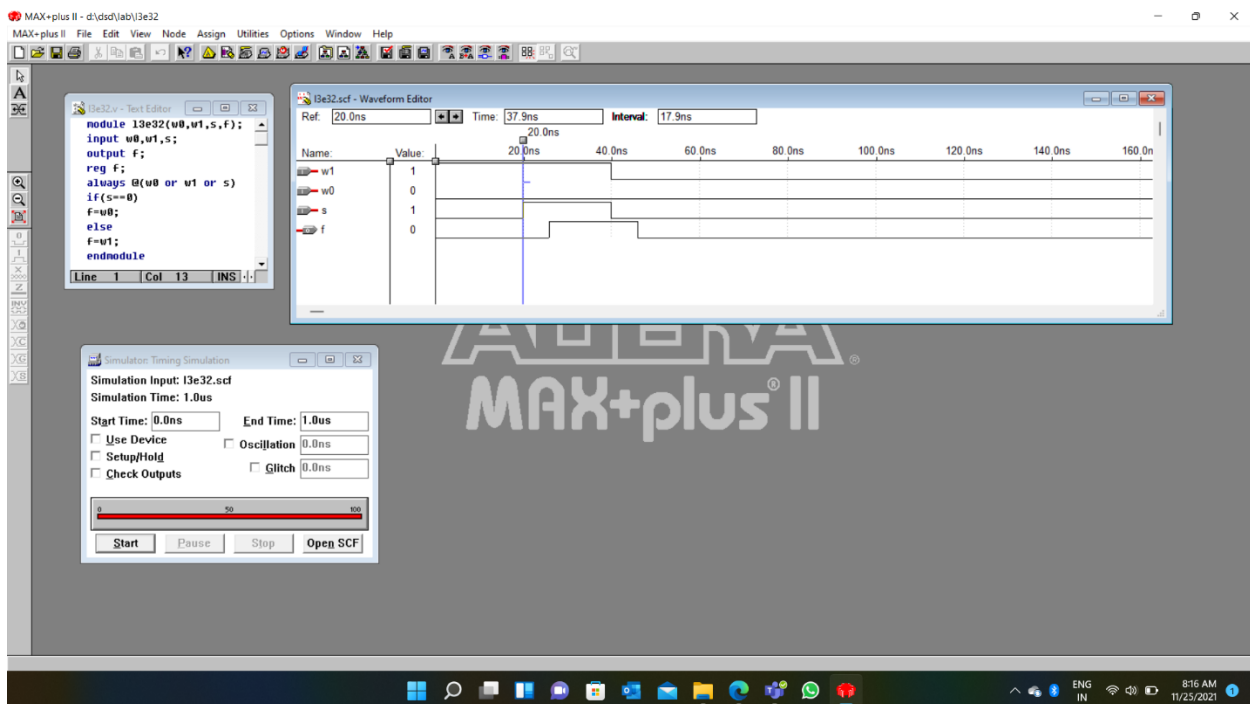 MAX+plus II - d:\dsd\lab\l3e32
MAX+plus II File Edit View Node Assign Utilities Options Window Help
l3e32.v - Text Editor
module l3e32(w0,w1,s,f);
input w0,w1,s;
output f;
reg f;
always @(w0 or w1 or s)
if(s==0)
f=w0;
else
f=w1;
endmodule
Line 1 Col 13 INS
l3e32.scf - Waveform Editor
Ref: 20.0ns Time: 37.9ns Interval: 17.9ns
20.0ns
Name: Value: 20.0ns 40.0ns 60.0ns 80.0ns 100.0ns 120.0ns 140.0ns 160.0n
w1 1
w0 0
s 1
f 0
ALTERA ®
MAX+plus® II
Simulator: Timing Simulation
Simulation Input: l3e32.scf
Simulation Time: 1.0us
Start Time: 0.0ns End Time: 1.0us
Use Device Oscillation 0.0ns
Setup/Hold Glitch 0.0ns
Check Outputs
0 50 100
Start Pause Stop Open SCF
ENG
IN
8:16 AM
11/25/2021
1